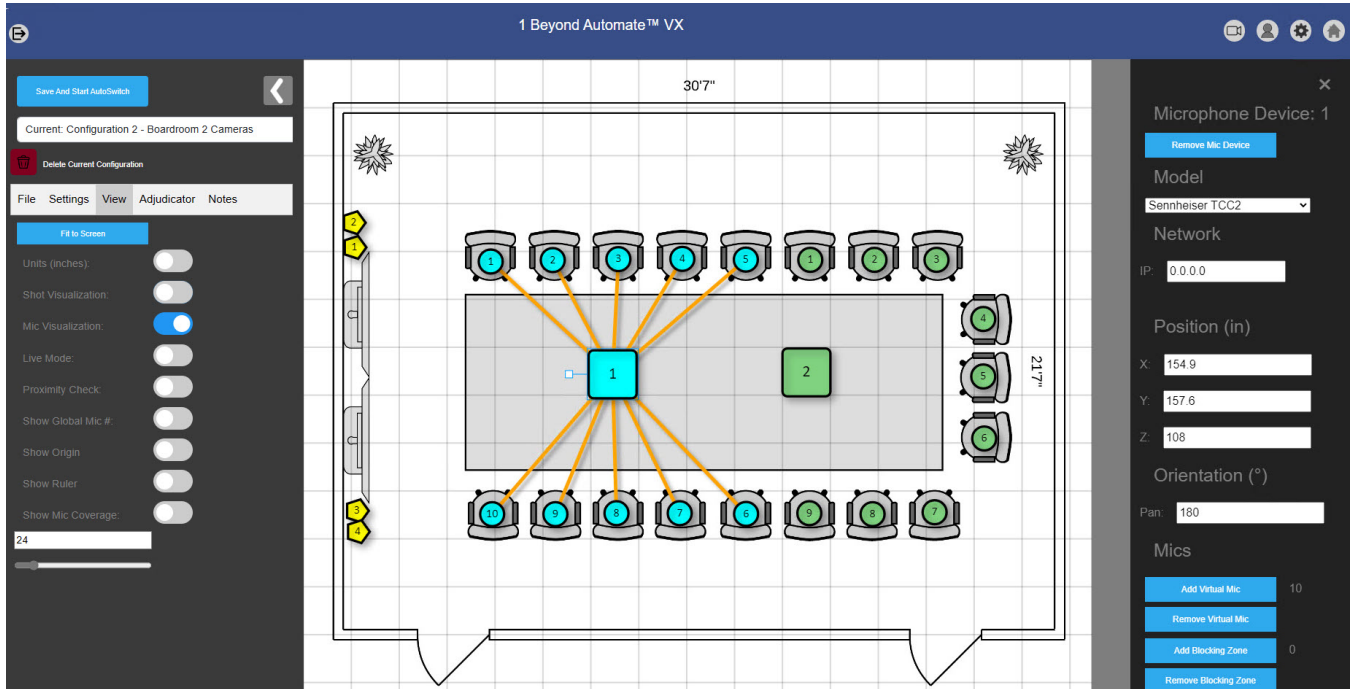 1 Beyond Automate™ VX
Save And Start AutoSwitch
Current: Configuration 2 - Boardroom 2 Cameras
Delete Current Configuration
File Settings View Adjudicator Notes
Fit to Screen
Units (inches):
Shot Visualization:
Mic Visualization:
Live Mode:
Proximity Check:
Show Global Mic #:
Show Origin
Show Ruler
Show Mic Coverage:
24
30'7"
2
1
1 2 3 4 5 1 2 3
4
1 2 5
21'7"
6
3
4
10 9 8 7 6 9 8 7
Microphone Device: 1
Remove Mic Device
Model
Sennheiser TCC2
Network
IP: 0.0.0.0
Position (in)
X: 154.9
Y: 157.6
Z: 108
Orientation (°)
Pan: 180
Mics
Add Virtual Mic 10
Remove Virtual Mic
Add Blocking Zone 0
Remove Blocking Zone